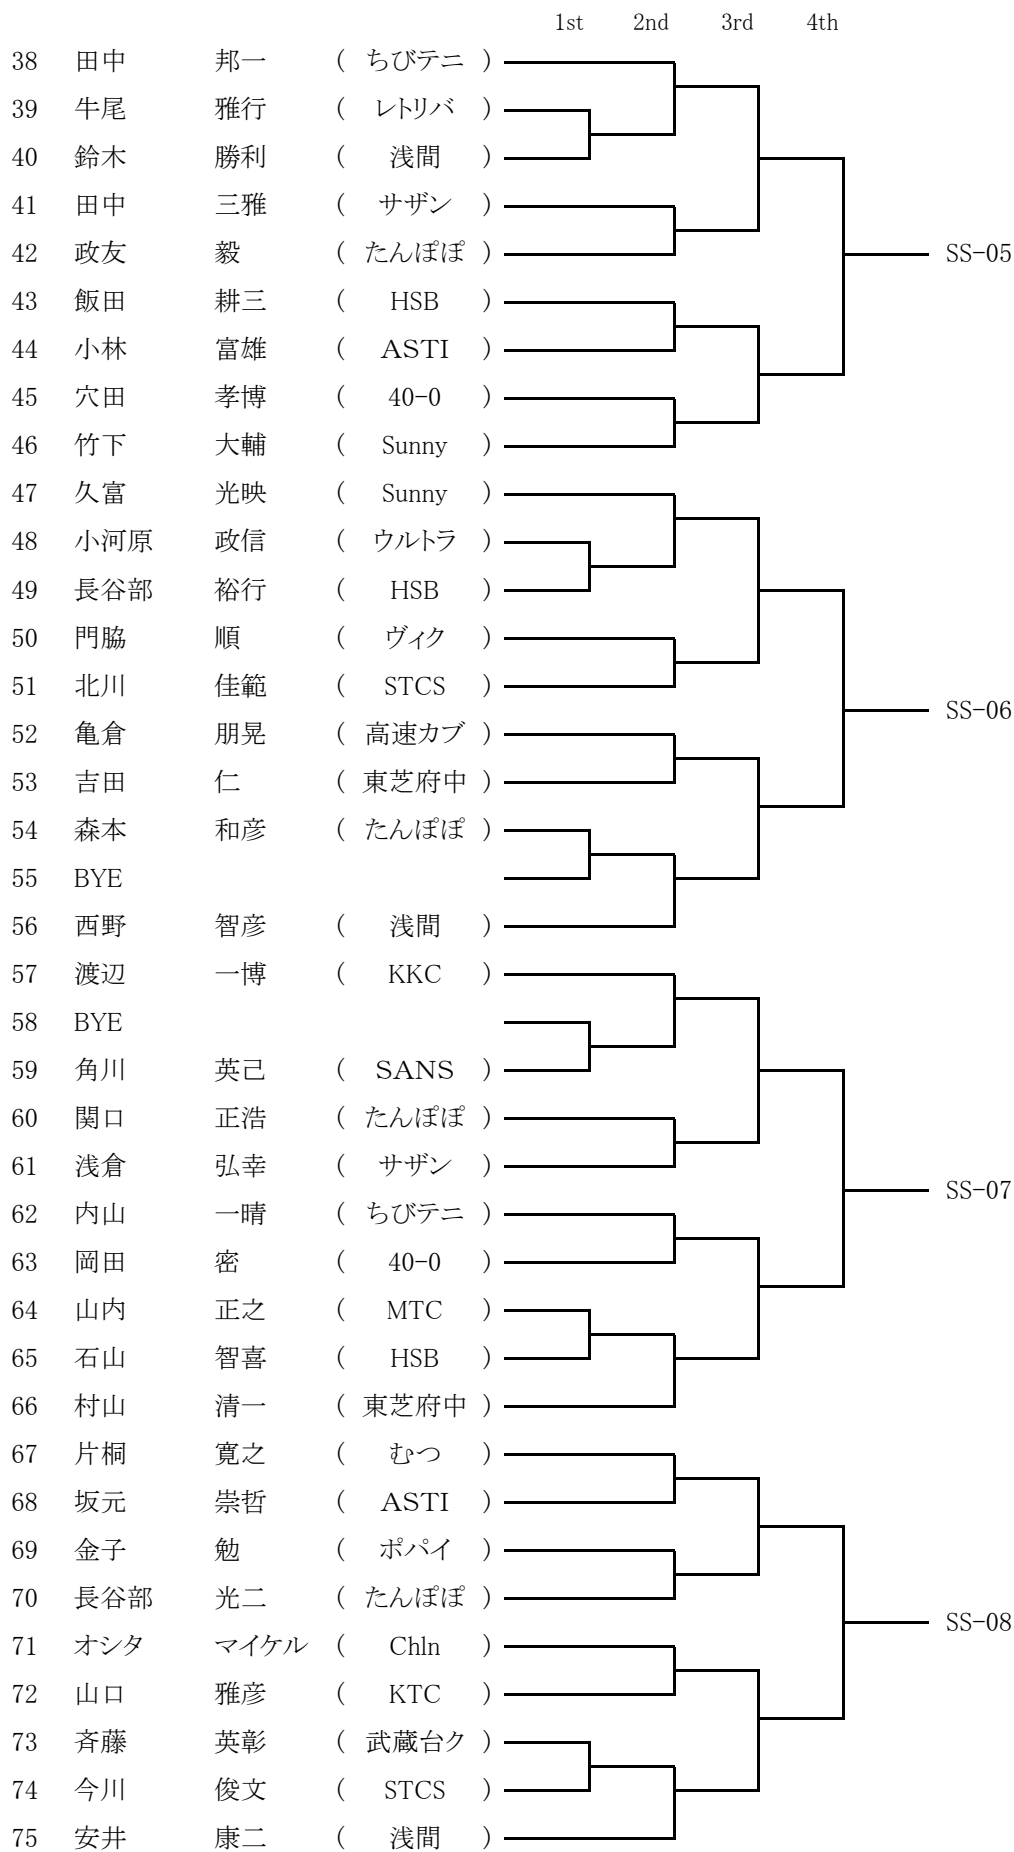 1st 2nd 3rd 4th
38 田中 邦一 ( ちびテニ )
39 牛尾 雅行 ( レトリバ )
40 鈴木 勝利 ( 浅間 )
41 田中 三雅 ( サザン )
42 政友 毅 ( たんぽぽ ) SS-05
43 飯田 耕三 ( HSB )
44 小林 富雄 ( ASTI )
45 穴田 孝博 ( 40-0 )
46 竹下 大輔 ( Sunny )
47 久富 光映 ( Sunny )
48 小河原 政信 ( ウルトラ )
49 長谷部 裕行 ( HSB )
50 門脇 順 ( ヴィク )
51 北川 佳範 ( STCS )
SS-06
52 亀倉 朋晃 ( 高速カブ )
53 吉田 仁 ( 東芝府中 )
54 森本 和彦 ( たんぽぽ )
55 BYE
56 西野 智彦 ( 浅間 )
57 渡辺 一博 ( KKC )
58 BYE
59 角川 英己 ( SANS )
60 関口 正浩 ( たんぽぽ )
61 浅倉 弘幸 ( サザン )
SS-07
62 内山 一晴 ( ちびテニ )
63 岡田 密 ( 40-0 )
64 山内 正之 ( MTC )
65 石山 智喜 ( HSB )
66 村山 清一 ( 東芝府中 )
67 片桐 寛之 ( むつ )
68 坂元 崇哲 ( ASTI )
69 金子 勉 ( ポパイ )
70 長谷部 光二 ( たんぽぽ )
SS-08
71 オシタ マイケル ( Chln )
72 山口 雅彦 ( KTC )
73 斉藤 英彰 ( 武蔵台ク )
74 今川 俊文 ( STCS )
75 安井 康二 ( 浅間 )